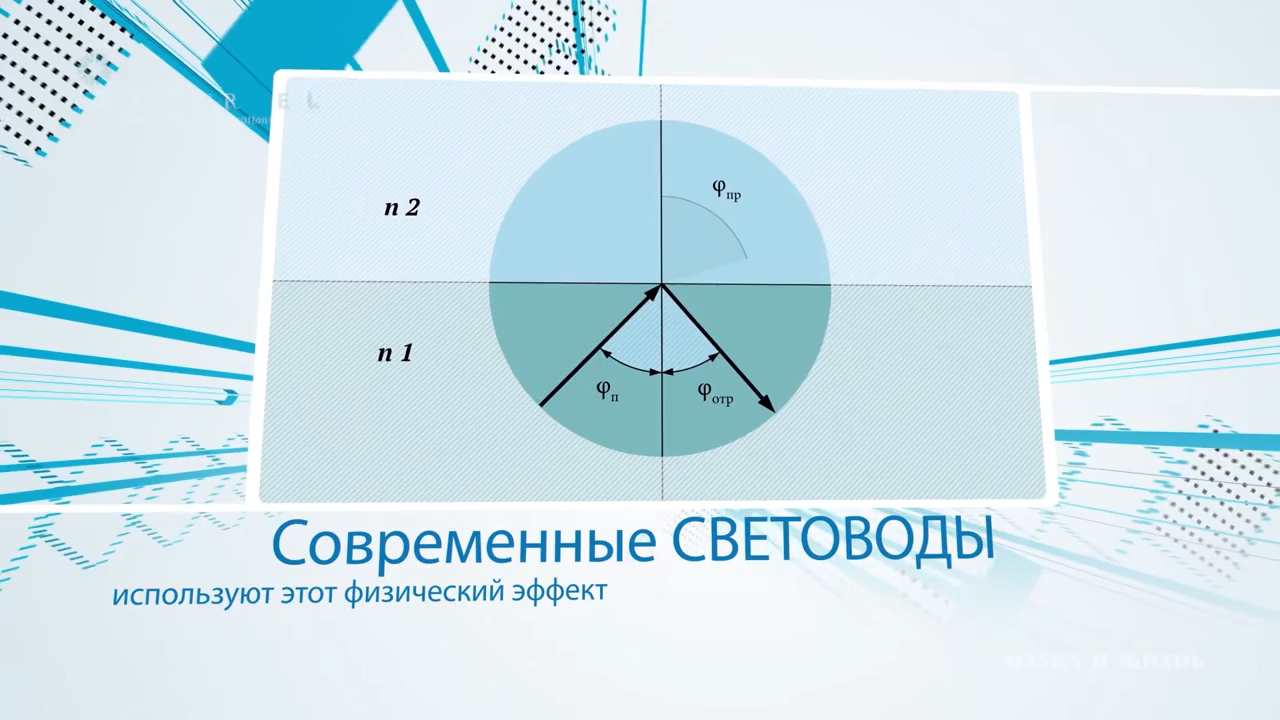 φпр
n 2
n 1
φп
φотр
Современные СВЕТОВОДЫ
используют этот физический эффект